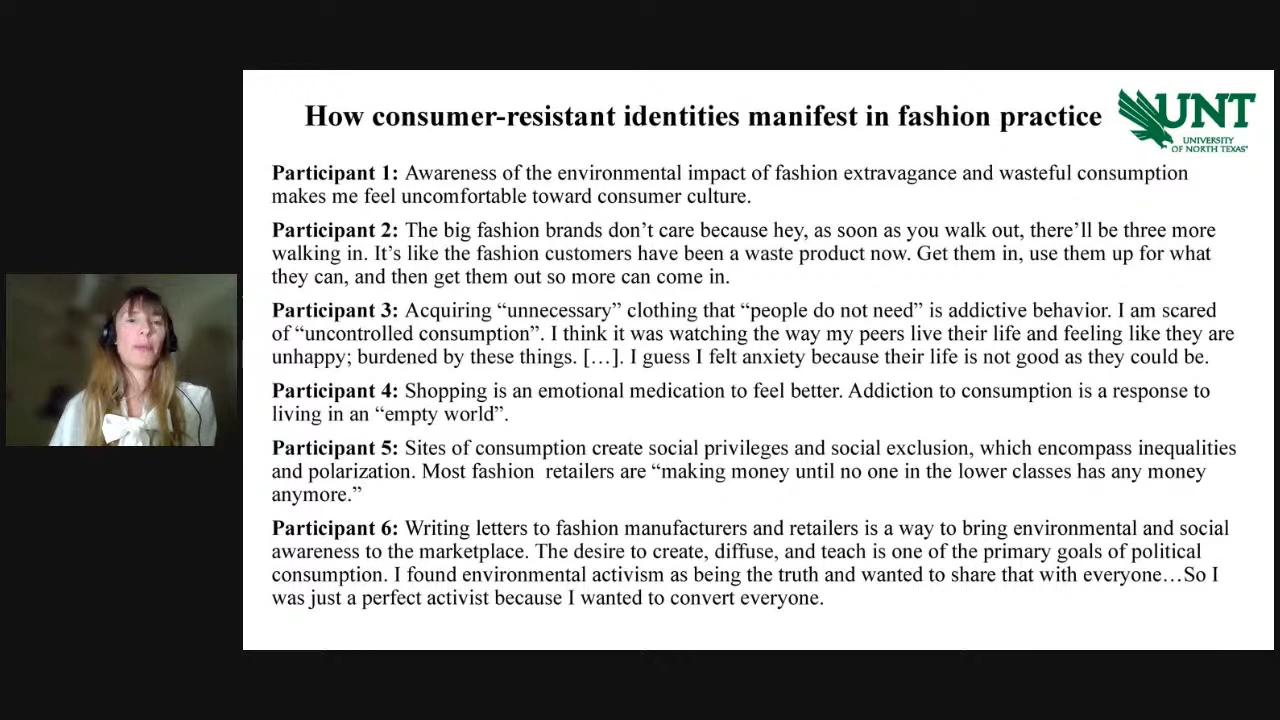 How consumer-resistant identities manifest in fashion practice
UNT
UNIVERSITY
OF NORTH TEXAS
Participant 1: Awareness of the environmental impact of fashion extravagance and wasteful consumption
makes me feel uncomfortable toward consumer culture.
Participant 2: The big fashion brands don’t care because hey, as soon as you walk out, there’ll be three more
walking in. It’s like the fashion customers have been a waste product now. Get them in, use them up for what
they can, and then get them out so more can come in.
Participant 3: Acquiring “unnecessary” clothing that “people do not need” is addictive behavior. I am scared
of “uncontrolled consumption”. I think it was watching the way my peers live their life and feeling like they are
unhappy; burdened by these things. […]. I guess I felt anxiety because their life is not good as they could be.
Participant 4: Shopping is an emotional medication to feel better. Addiction to consumption is a response to
living in an “empty world”.
Participant 5: Sites of consumption create social privileges and social exclusion, which encompass inequalities
and polarization. Most fashion  retailers are “making money until no one in the lower classes has any money
anymore.”
Participant 6: Writing letters to fashion manufacturers and retailers is a way to bring environmental and social
awareness to the marketplace. The desire to create, diffuse, and teach is one of the primary goals of political
consumption. I found environmental activism as being the truth and wanted to share that with everyone…So I
was just a perfect activist because I wanted to convert everyone.